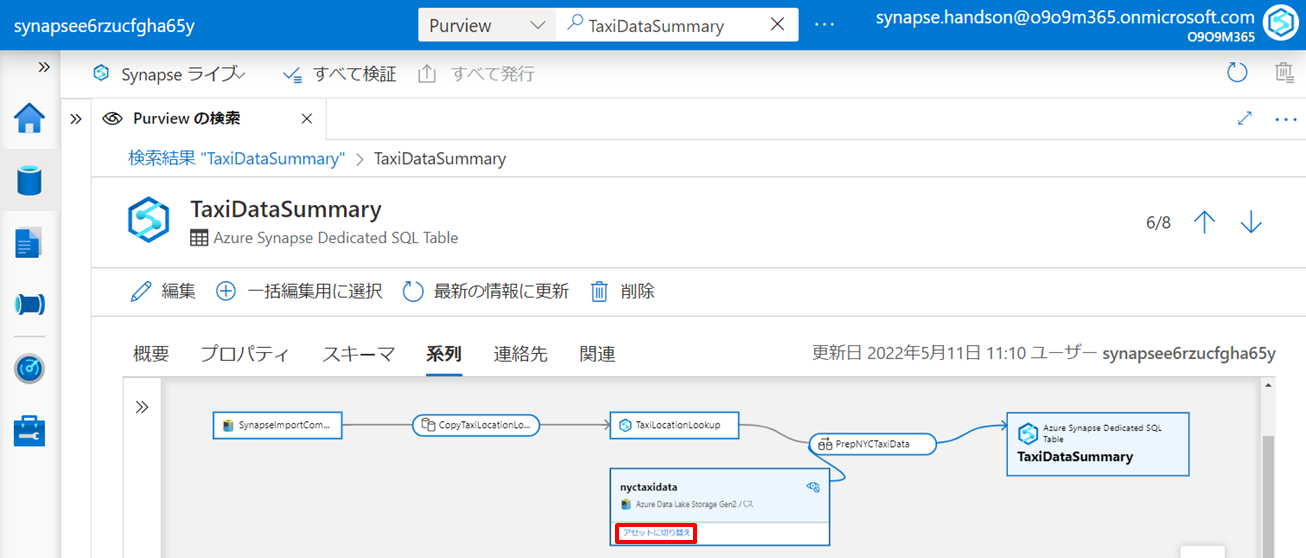 synapsee6rzucfgha65y
Purview
TaxiDataSummary
synapse.handson@o9o9m365.onmicrosoft.com
O9O9M365
Synapse ライブ
すべて検証
すべて発行
Purview の検索
検索結果 "TaxiDataSummary" > TaxiDataSummary
TaxiDataSummary
Azure Synapse Dedicated SQL Table
6/8
編集
一括編集用に選択
最新の情報に更新
削除
概要
プロパティ
スキーマ
系列
連絡先
関連
更新日 2022年5月11日 11:10 ユーザー synapsee6rzucfgha65y
SynapseImportCom...
CopyTaxiLocationLo...
TaxiLocationLookup
PrepNYCTaxiData
Azure Synapse Dedicated SQL
Table
TaxiDataSummary
nyctaxidata
Azure Data Lake Storage Gen2 パス
アセットに切り替え